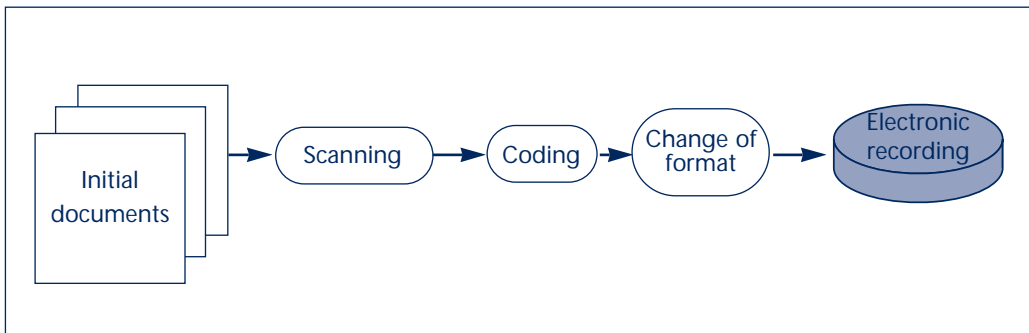 Initial
documents
Scanning
Coding
Change of
format
Electronic
recording